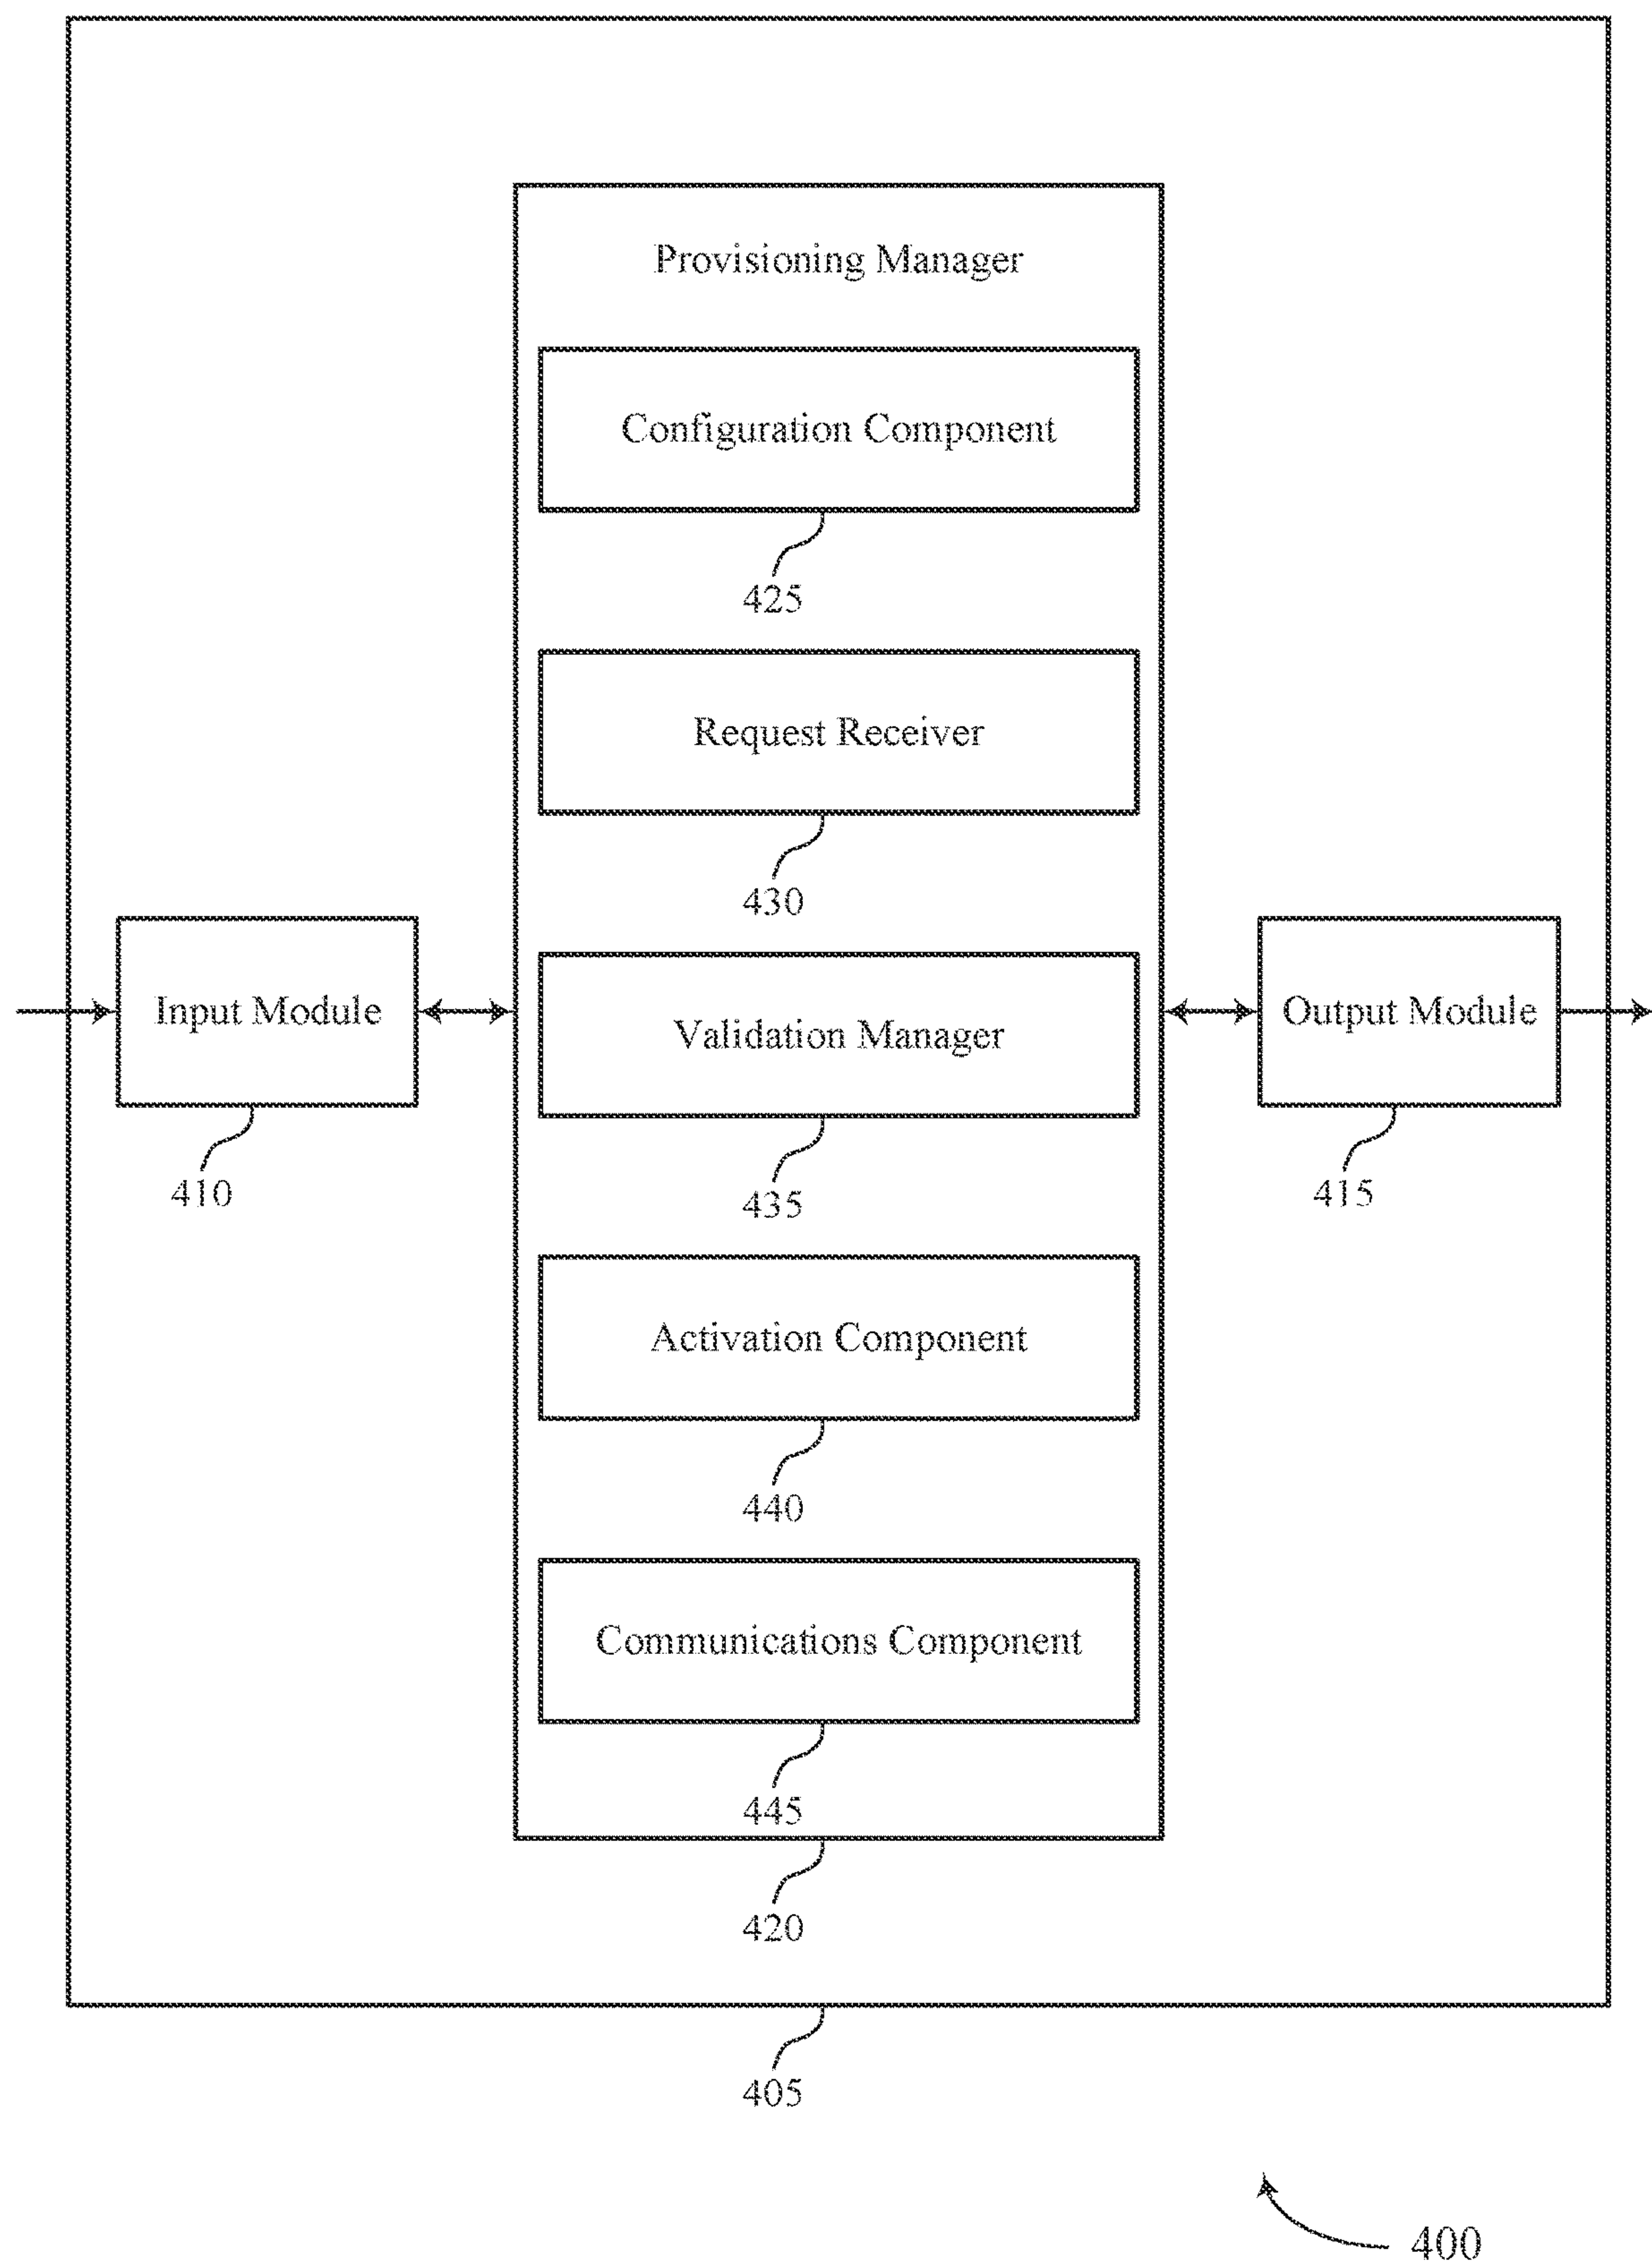 Provisioning Manager
Configuration Component
425
Request Receiver
430
Input Module
410
Validation Manager
435
Output Module
415
Activation Component
440
Communications Component
445
420
405
400